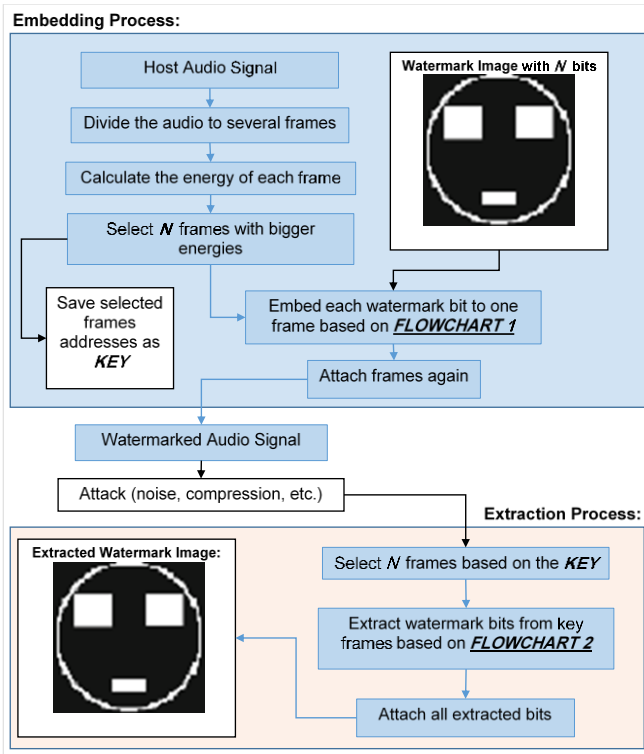 Embedding Process:
Host Audio Signal
Divide the audio to several frames
Calculate the energy of each frame
Select N frames with bigger
energies
Watermark Image with N bits
Save selected
frames
addresses as
KEY
Embed each watermark bit to one
frame based on FLOWCHART 1
Attach frames again
Watermarked Audio Signal
Attack (noise, compression, etc.)
Extraction Process:
Extracted Watermark Image:
Select N frames based on the KEY
Extract watermark bits from key
frames based on FLOWCHART 2
Attach all extracted bits